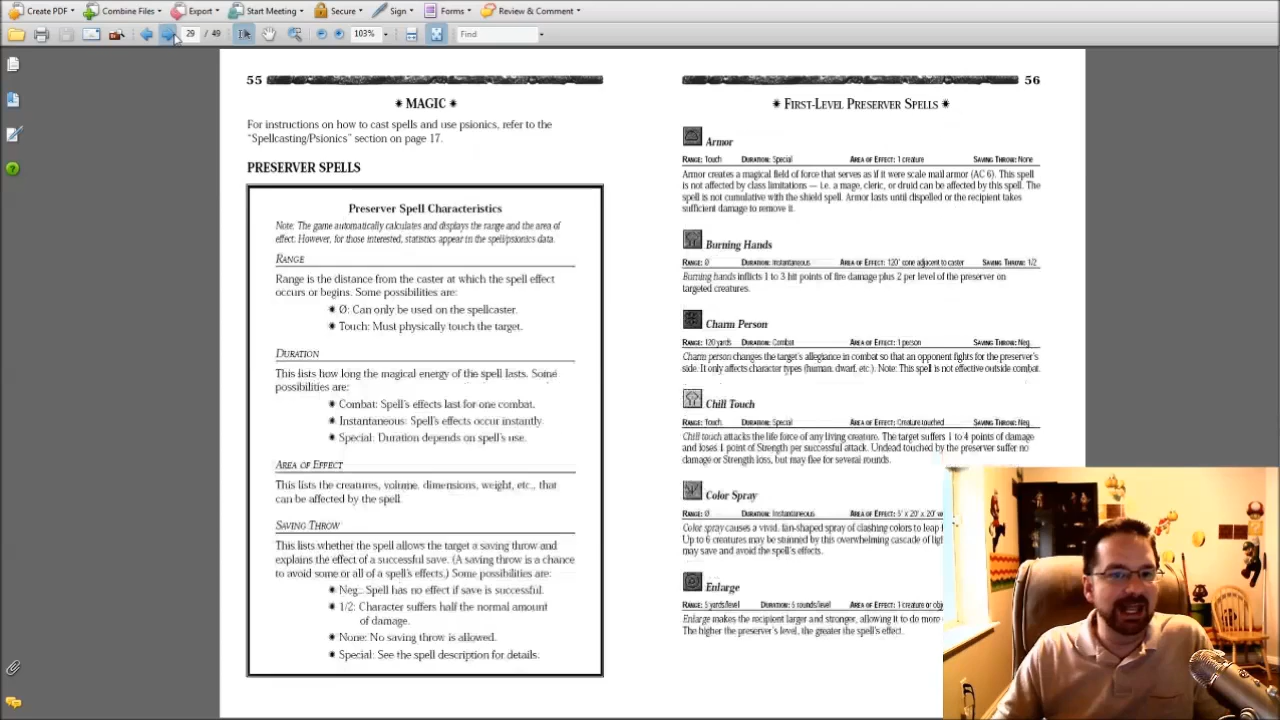 Create PDF Combine Files Export Start Meeting Secure Sign Forms Review & Comment
29 / 49 103% Find
55
✷ MAGIC ✷
For instructions on how to cast spells and use psionics, refer to the
“Spellcasting/Psionics” section on page 17.
PRESERVER SPELLS
Preserver Spell Characteristics
Note: The game automatically calculates and displays the range and the area of
effect. However, for those interested, statistics appear in the spell/psionics data.
RANGE
Range is the distance from the caster at which the spell effect
occurs or begins. Some possibilities are:
✷ Ø: Can only be used on the spellcaster.
✷ Touch: Must physically touch the target.
DURATION
This lists how long the magical energy of the spell lasts. Some
possibilities are:
✷ Combat: Spell's effects last for one combat.
✷ Instantaneous: Spell's effects occur instantly.
✷ Special: Duration depends on spell's use.
AREA OF EFFECT
This lists the creatures, volume, dimensions, weight, etc., that
can be affected by the spell.
SAVING THROW
This lists whether the spell allows the target a saving throw and
explains the effect of a successful save. (A saving throw is a chance
to avoid some or all of a spell's effects.) Some possibilities are:
✷ Neg.: Spell has no effect if save is successful.
✷ 1/2: Character suffers half the normal amount
of damage.
✷ None: No saving throw is allowed.
✷ Special: See the spell description for details.
56
✷ FIRST-LEVEL PRESERVER SPELLS ✷
Armor
RANGE: Touch DURATION: Special AREA OF EFFECT: 1 creature SAVING THROW: None
Armor creates a magical field of force that serves as if it were scale mail armor (AC 6). This spell
is not affected by class limitations — i.e. a mage, cleric, or druid can be affected by this spell. The
spell is not cumulative with the shield spell. Armor lasts until dispelled or the recipient takes
sufficient damage to remove it.
Burning Hands
RANGE: Ø DURATION: Instantaneous AREA OF EFFECT: 120° cone adjacent to caster SAVING THROW: 1/2
Burning hands inflicts 1 to 3 hit points of fire damage plus 2 per level of the preserver on
targeted creatures.
Charm Person
RANGE: 120 yards DURATION: Combat AREA OF EFFECT: 1 person SAVING THROW: Neg.
Charm person changes the target's allegiance in combat so that an opponent fights for the preserver's
side. It only affects character types (human, dwarf, etc.). Note: This spell is not effective outside combat.
Chill Touch
RANGE: Touch DURATION: Special AREA OF EFFECT: Creature touched SAVING THROW: Neg.
Chill touch attacks the life force of any living creature. The target suffers 1 to 4 points of damage
and loses 1 point of Strength per successful attack. Undead touched by the preserver suffer no
damage or Strength loss, but may flee for several rounds.
Color Spray
RANGE: Ø DURATION: Instantaneous AREA OF EFFECT: 5' x 20' x 20'
Color spray causes a vivid, fan-shaped spray of clashing colors to leap
Up to 6 creatures may be stunned by this overwhelming cascade of
may save and avoid the spell's effects.
Enlarge
RANGE: 5 yards/level DURATION: 5 rounds/level AREA OF EFFECT: 1 creature or
Enlarge makes the recipient larger and stronger, allowing it to do more
The higher the preserver's level, the greater the spell's effect.